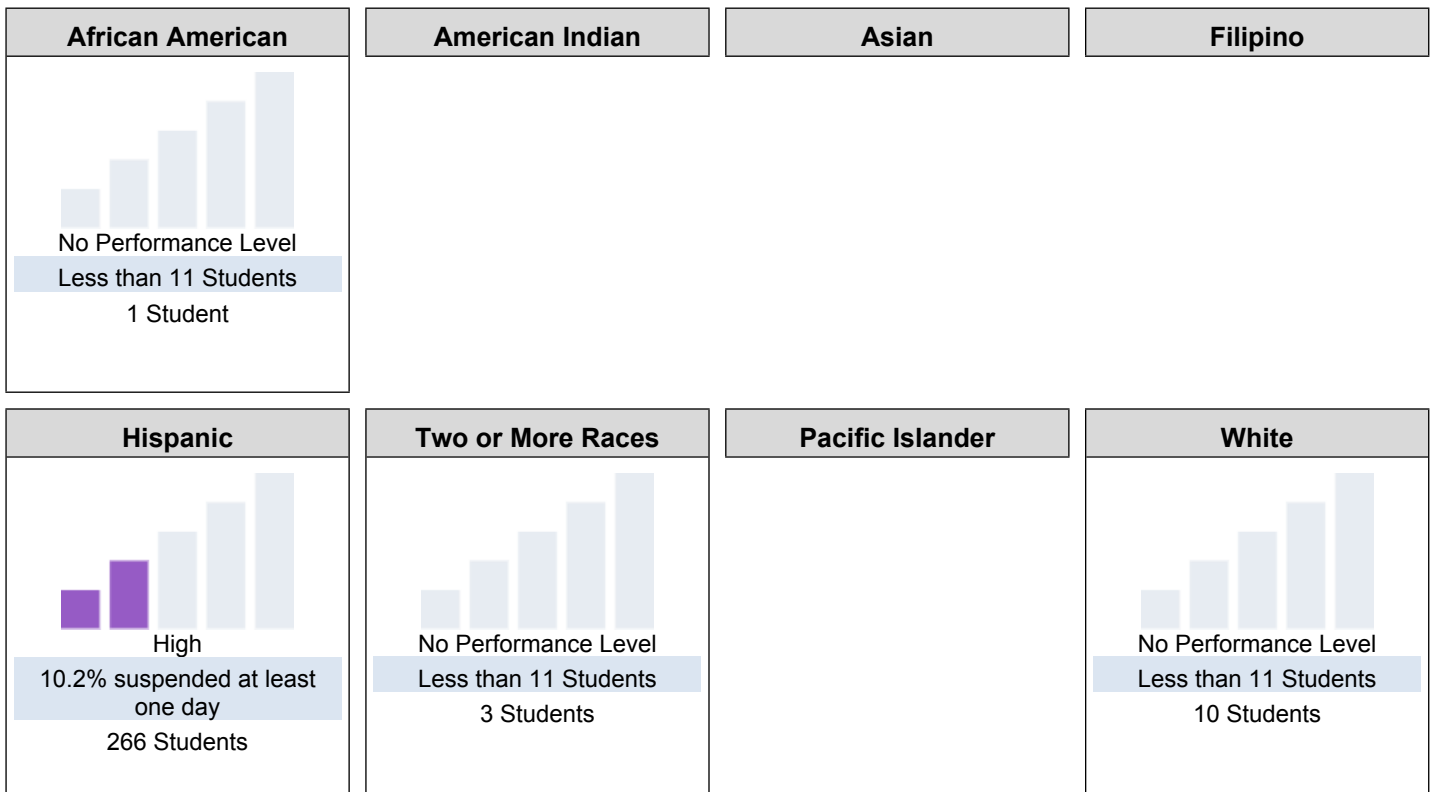 African American
American Indian
Asian
Filipino
No Performance Level
Less than 11 Students
1 Student
Hispanic
Two or More Races
Pacific Islander
White
High
10.2% suspended at least
one day
266 Students
No Performance Level
Less than 11 Students
3 Students
No Performance Level
Less than 11 Students
10 Students